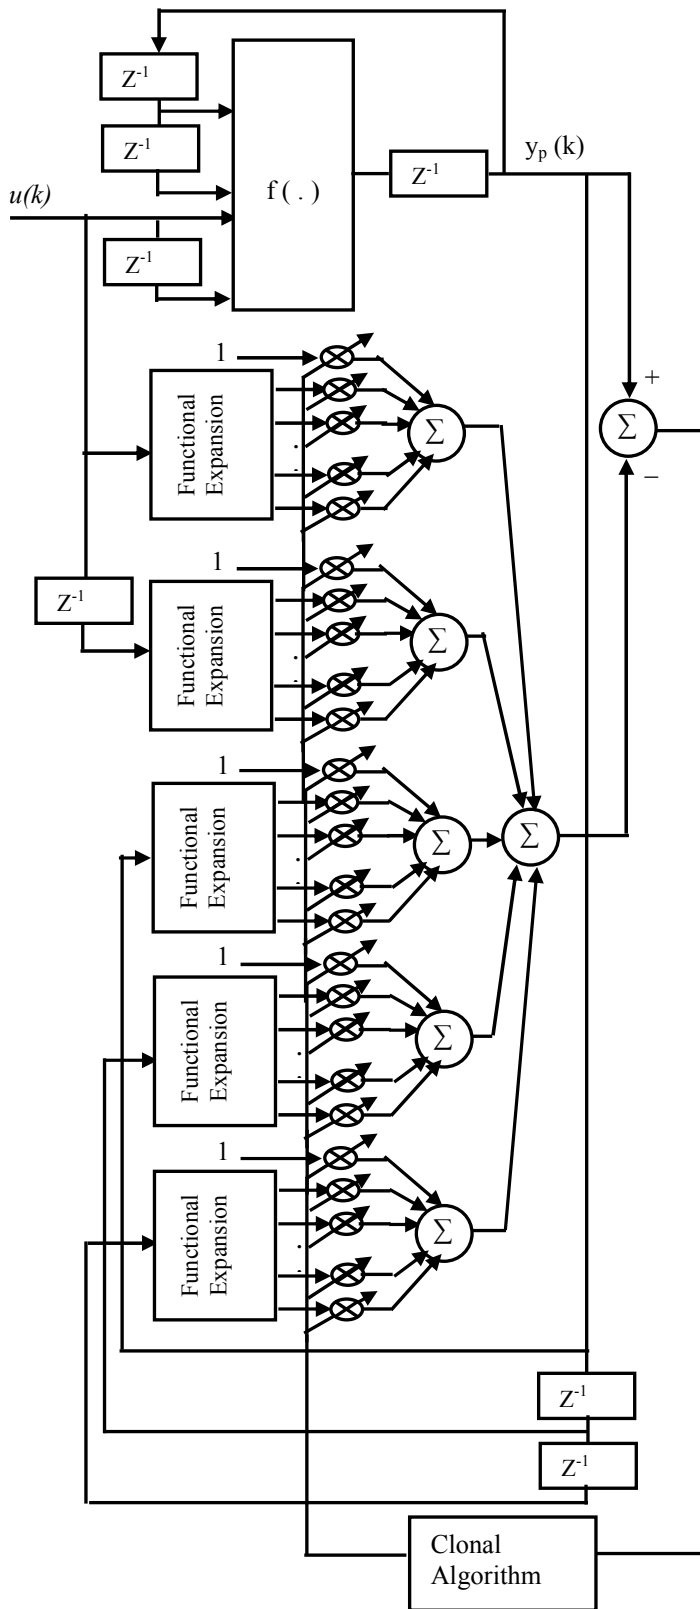 Z⁻¹
Z⁻¹
f ( . )
Z⁻¹
yₚ (k)
u(k)
Z⁻¹
1
+
Functional
Expansion
Σ
Σ
−
1
Z⁻¹
Functional
Expansion
Σ
1
Functional
Expansion
Σ
Σ
1
Functional
Expansion
Σ
1
Functional
Expansion
Σ
Z⁻¹
Z⁻¹
Clonal
Algorithm